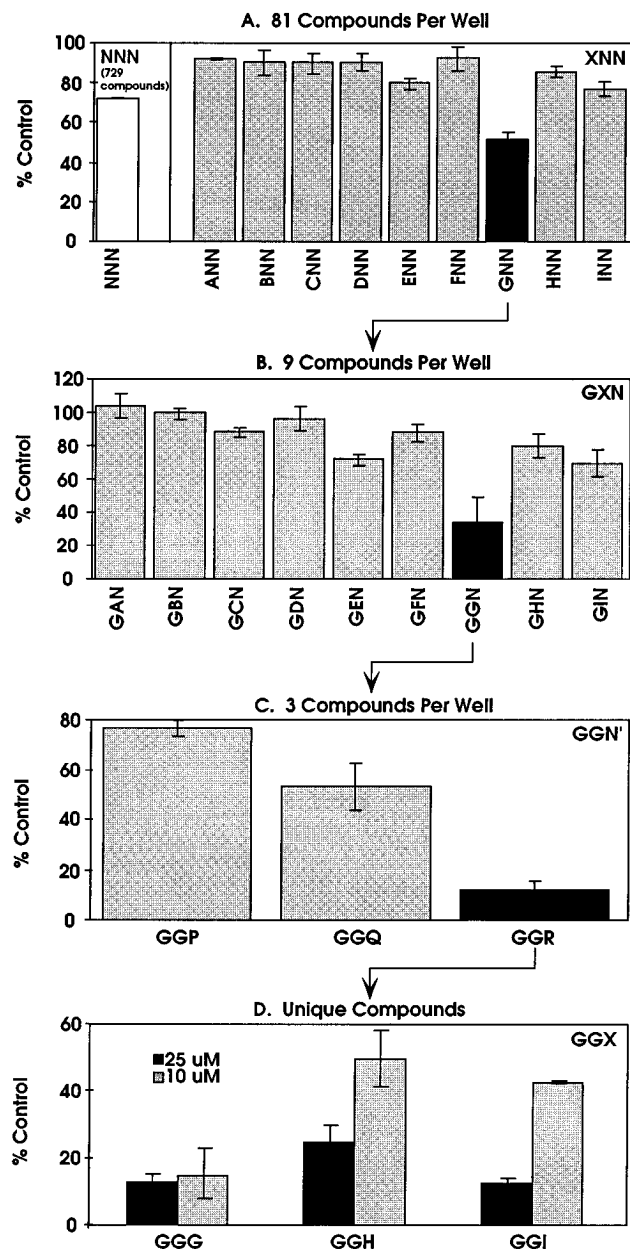 A. 81 Compounds Per Well
% Control
100
80
60
40
20
0
NNN
(729
compounds)
XNN
NNN
ANN
BNN
CNN
DNN
ENN
FNN
GNN
HNN
INN
B. 9 Compounds Per Well
% Control
120
100
80
60
40
20
0
GXN
GAN
GBN
GCN
GDN
GEN
GFN
GGN
GHN
GIN
C. 3 Compounds Per Well
% Control
80
60
40
20
0
GGN'
GGP
GGQ
GGR
D. Unique Compounds
% Control
60
40
20
0
25 uM
10 uM
GGX
GGG
GGH
GGI